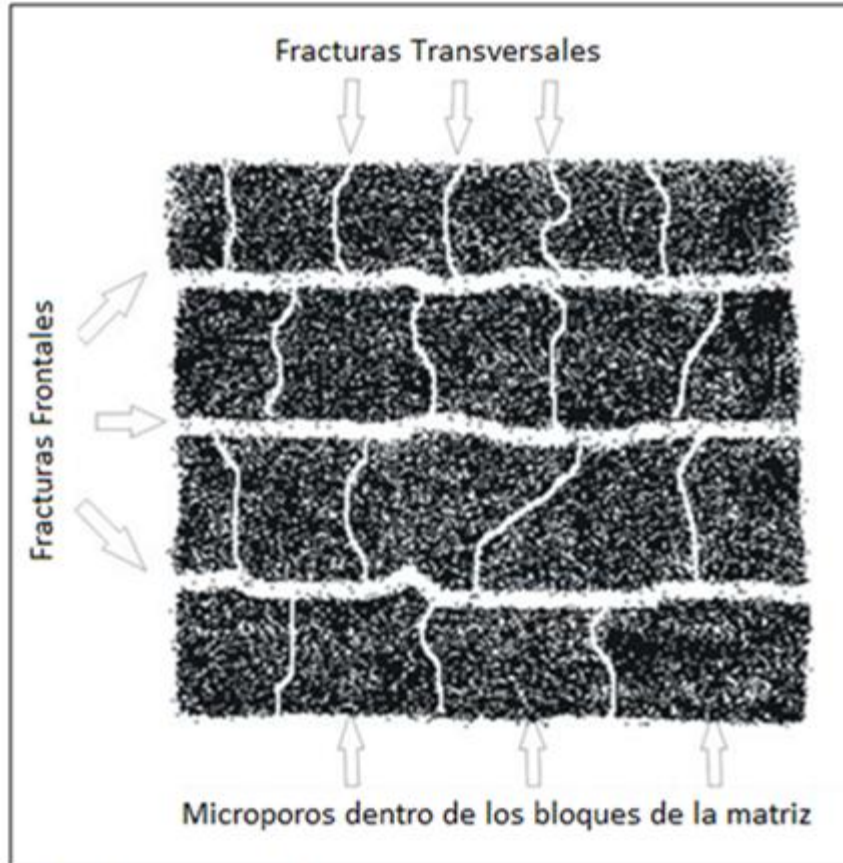 Fracturas Transversales
Fracturas Frontales
Microporos dentro de los bloques de la matriz